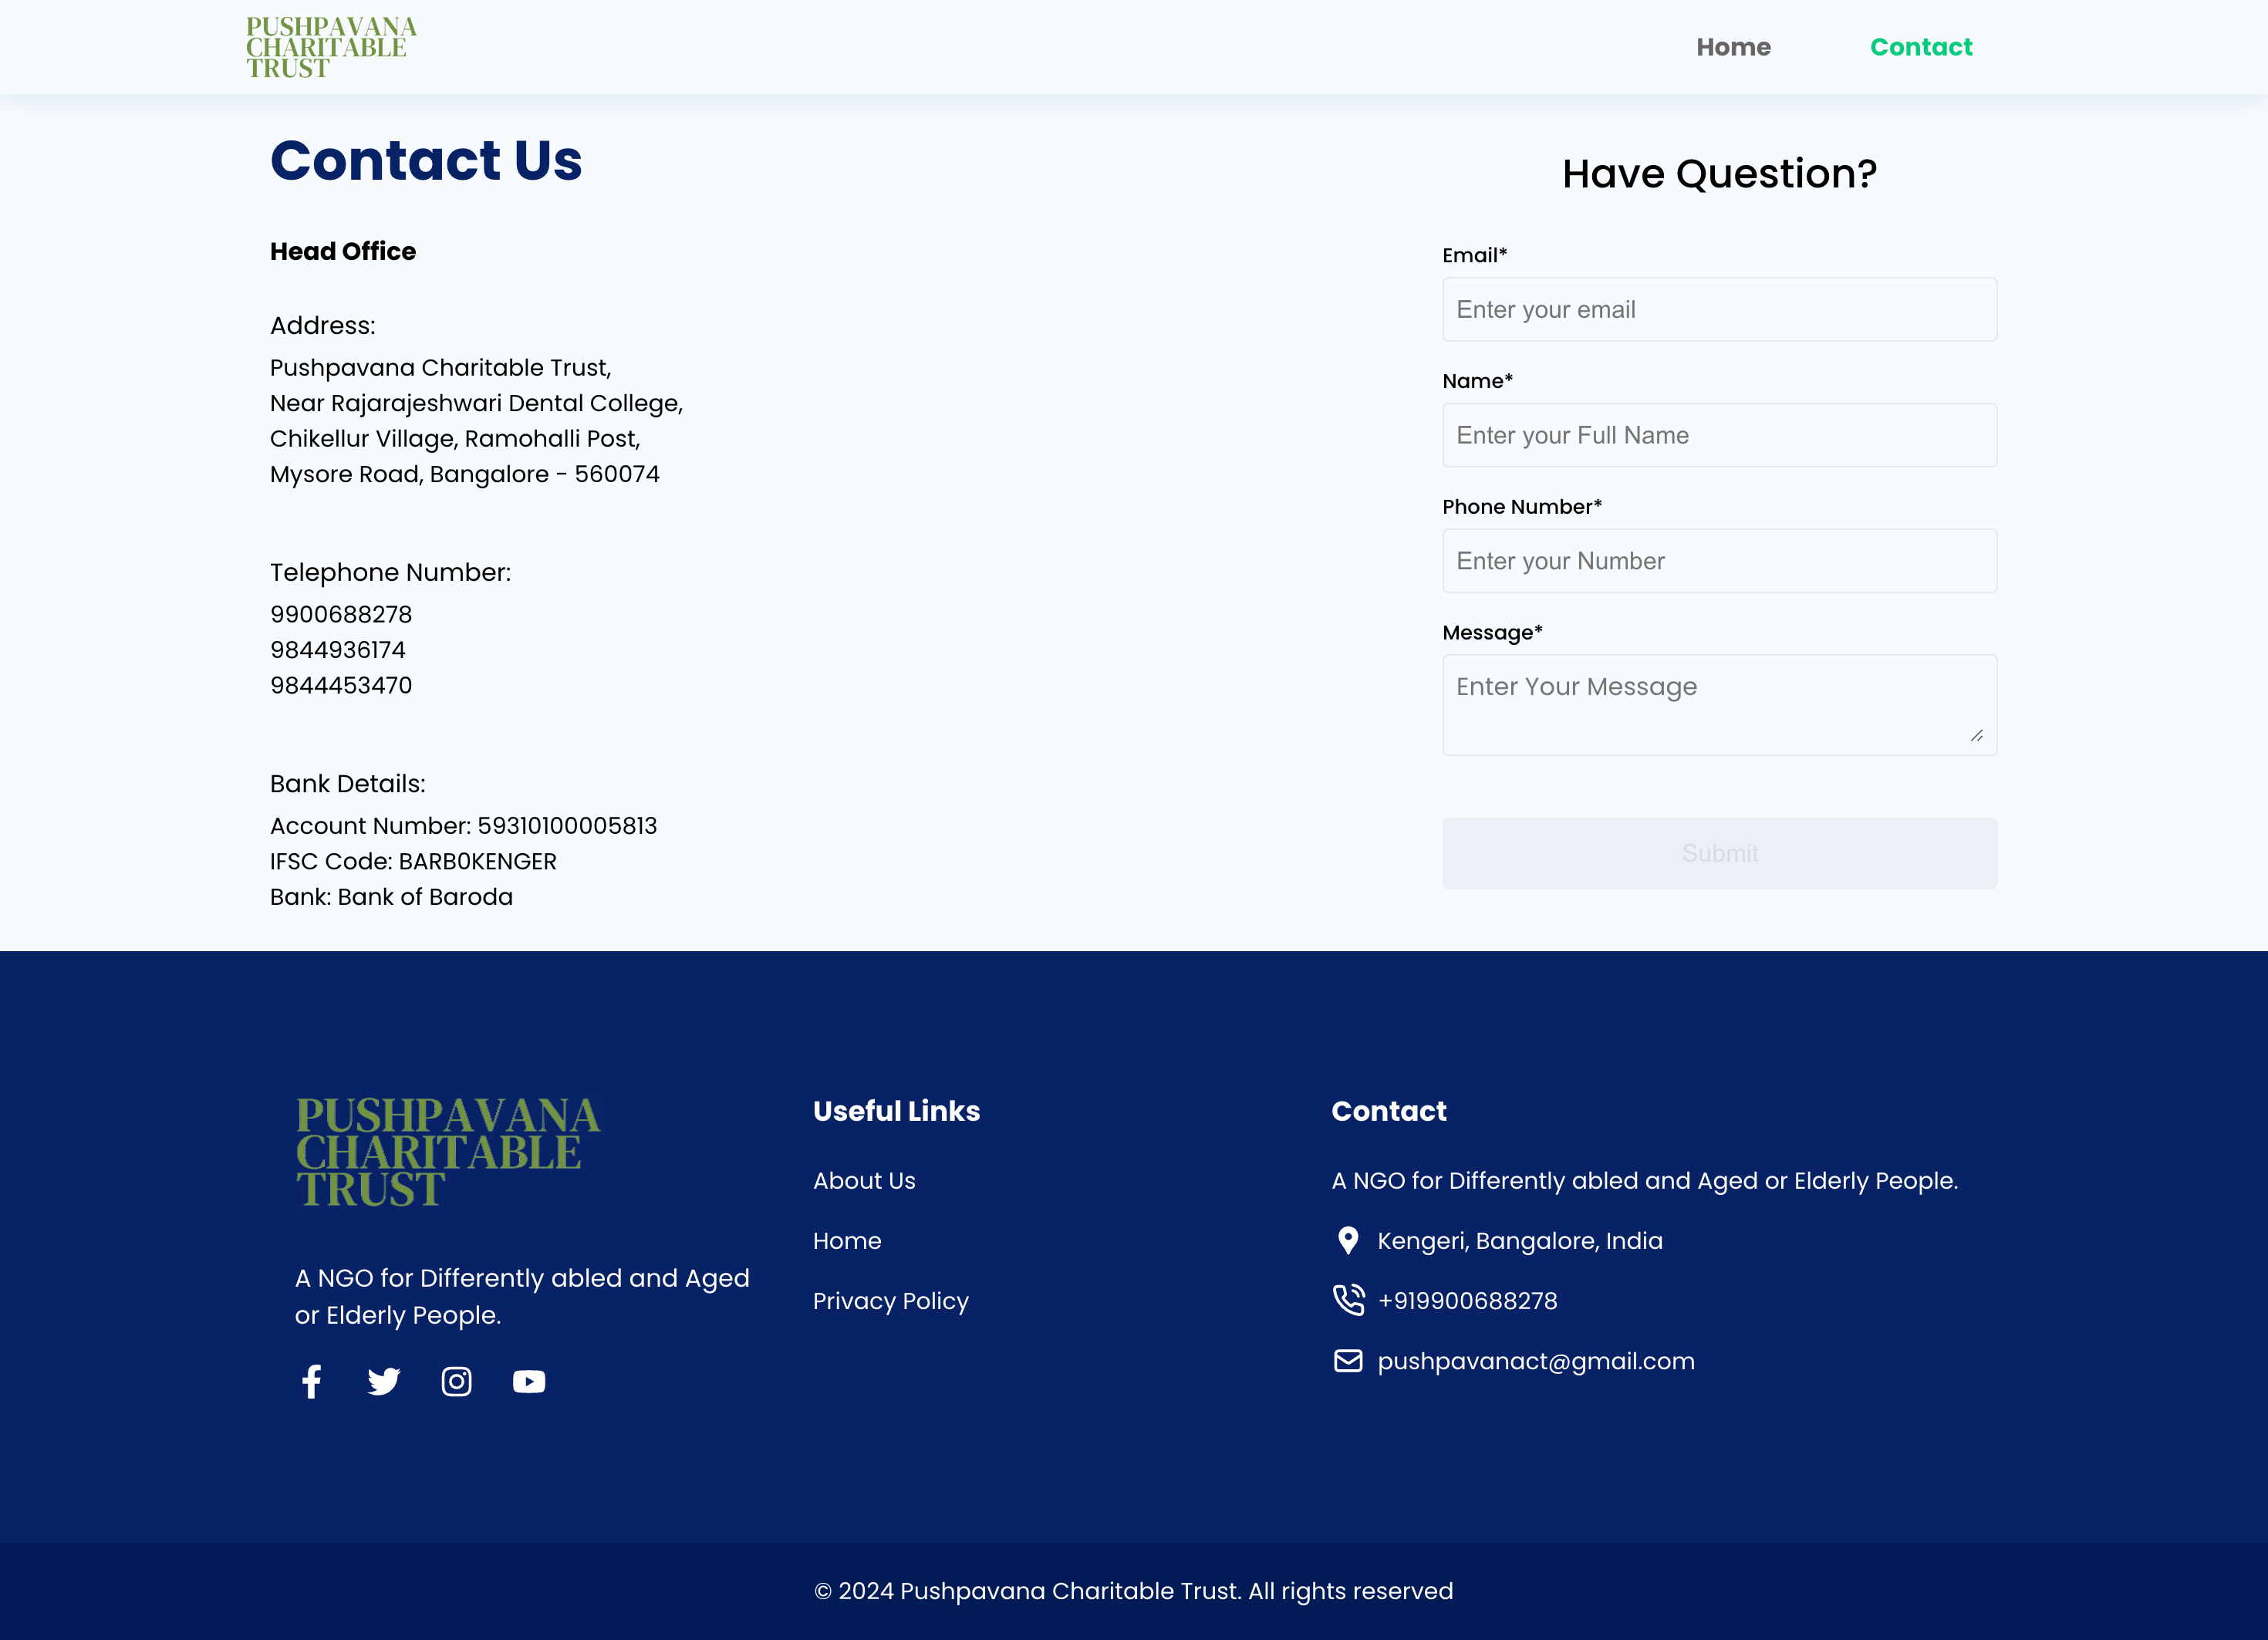 PUSHPAVANA
CHARITABLE
TRUST
Home
Contact
Contact Us
Head Office
Address:
Pushpavana Charitable Trust,
Near Rajarajeshwari Dental College,
Chikellur Village, Ramohalli Post,
Mysore Road, Bangalore - 560074
Telephone Number:
9900688278
9844936174
9844453470
Bank Details:
Account Number: 59310100005813
IFSC Code: BARB0KENGER
Bank: Bank of Baroda
Have Question?
Email*
Enter your email
Name*
Enter your Full Name
Phone Number*
Enter your Number
Message*
Enter Your Message
Submit
PUSHPAVANA
CHARITABLE
TRUST
A NGO for Differently abled and Aged
or Elderly People.
Useful Links
About Us
Home
Privacy Policy
Contact
A NGO for Differently abled and Aged or Elderly People.
Kengeri, Bangalore, India
+919900688278
pushpavanact@gmail.com
© 2024 Pushpavana Charitable Trust. All rights reserved